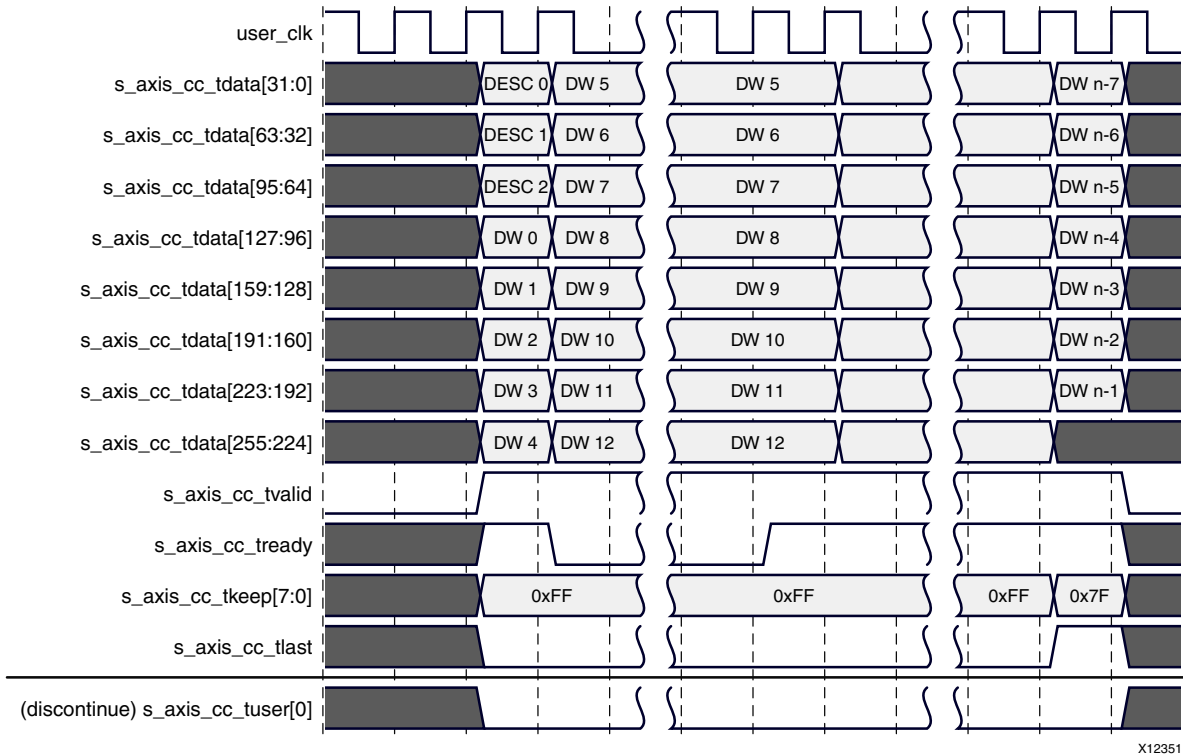 user_clk
s_axis_cc_tdata[31:0] DESC 0 DW 5 DW 5 DW n-7
s_axis_cc_tdata[63:32] DESC 1 DW 6 DW 6 DW n-6
s_axis_cc_tdata[95:64] DESC 2 DW 7 DW 7 DW n-5
s_axis_cc_tdata[127:96] DW 0 DW 8 DW 8 DW n-4
s_axis_cc_tdata[159:128] DW 1 DW 9 DW 9 DW n-3
s_axis_cc_tdata[191:160] DW 2 DW 10 DW 10 DW n-2
s_axis_cc_tdata[223:192] DW 3 DW 11 DW 11 DW n-1
s_axis_cc_tdata[255:224] DW 4 DW 12 DW 12
s_axis_cc_tvalid
s_axis_cc_tready
s_axis_cc_tkeep[7:0] 0xFF 0xFF 0xFF 0x7F
s_axis_cc_tlast
(discontinue) s_axis_cc_tuser[0]
X12351